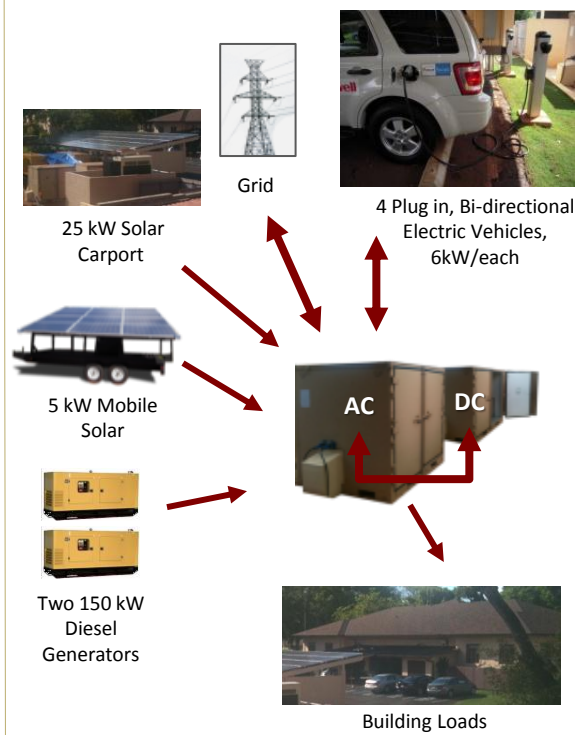 Grid
4 Plug in, Bi-directional
Electric Vehicles,
6kW/each
25 kW Solar
Carport
5 kW Mobile
Solar
AC
DC
Two 150 kW
Diesel
Generators
Building Loads